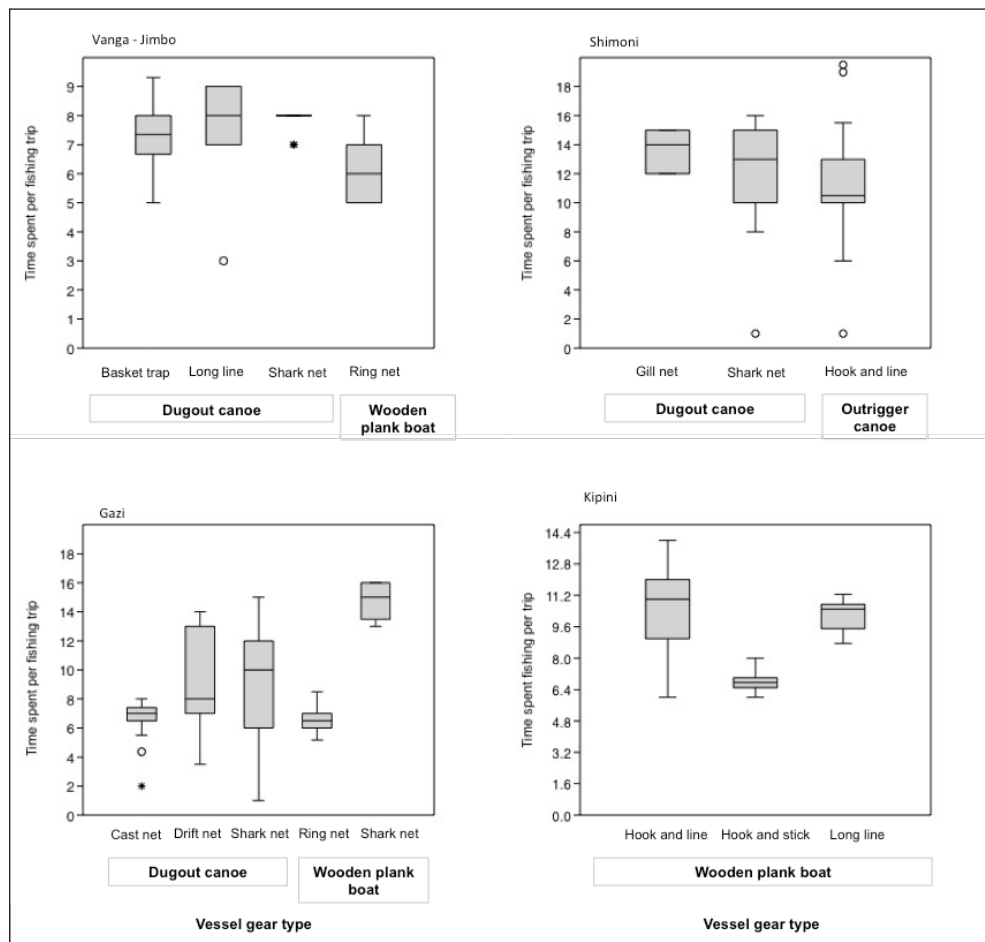 Vanga - Jimbo
Time spent per fishing trip
9
8
7
6
5
4
3
2
1
0
Basket trap Long line Shark net Ring net
Dugout canoe
Wooden
plank boat
Shimoni
Time spent per fishing trip
18
16
14
12
10
8
6
4
2
0
Gill net Shark net Hook and line
Dugout canoe
Outrigger
canoe
Gazi
Time spent per fishing trip
18
16
14
12
10
8
6
4
2
0
Cast net Drift net Shark net Ring net Shark net
Dugout canoe
Wooden plank
boat
Vessel gear type
Kipini
Time spent fishing per trip
14.4
12.8
11.2
9.6
8.0
6.4
4.8
3.2
1.6
0.0
Hook and line Hook and stick Long line
Wooden plank boat
Vessel gear type